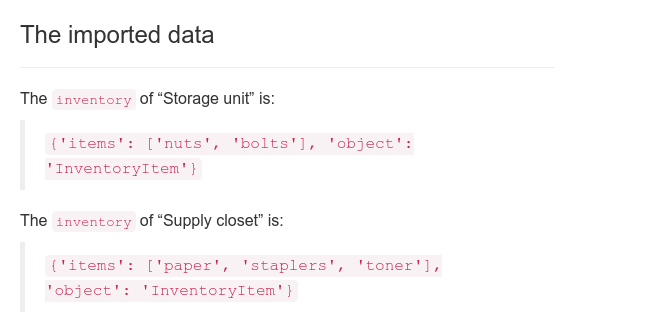 The imported data
The inventory of “Storage unit” is:
{'items': ['nuts', 'bolts'], 'object':
'InventoryItem'}
The inventory of “Supply closet” is:
{'items': ['paper', 'staplers', 'toner'],
'object': 'InventoryItem'}